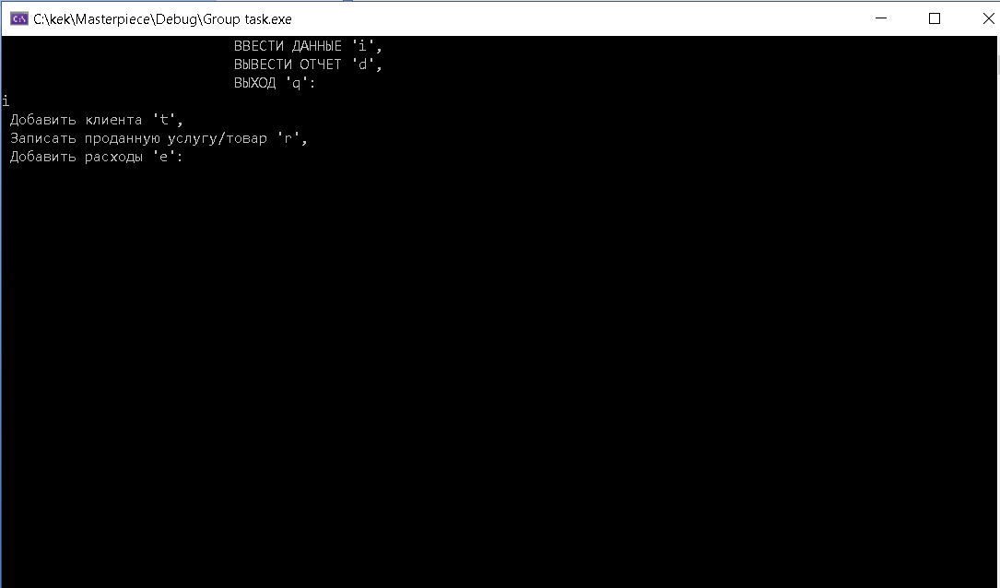 C:\kek\Masterpiece\Debug\Group task.exe
ВВЕСТИ ДАННЫЕ 'i',
ВЫВЕСТИ ОТЧЕТ 'd',
ВЫХОД 'q':
i
Добавить клиента 't',
Записать проданную услугу/товар 'r',
Добавить расходы 'e':